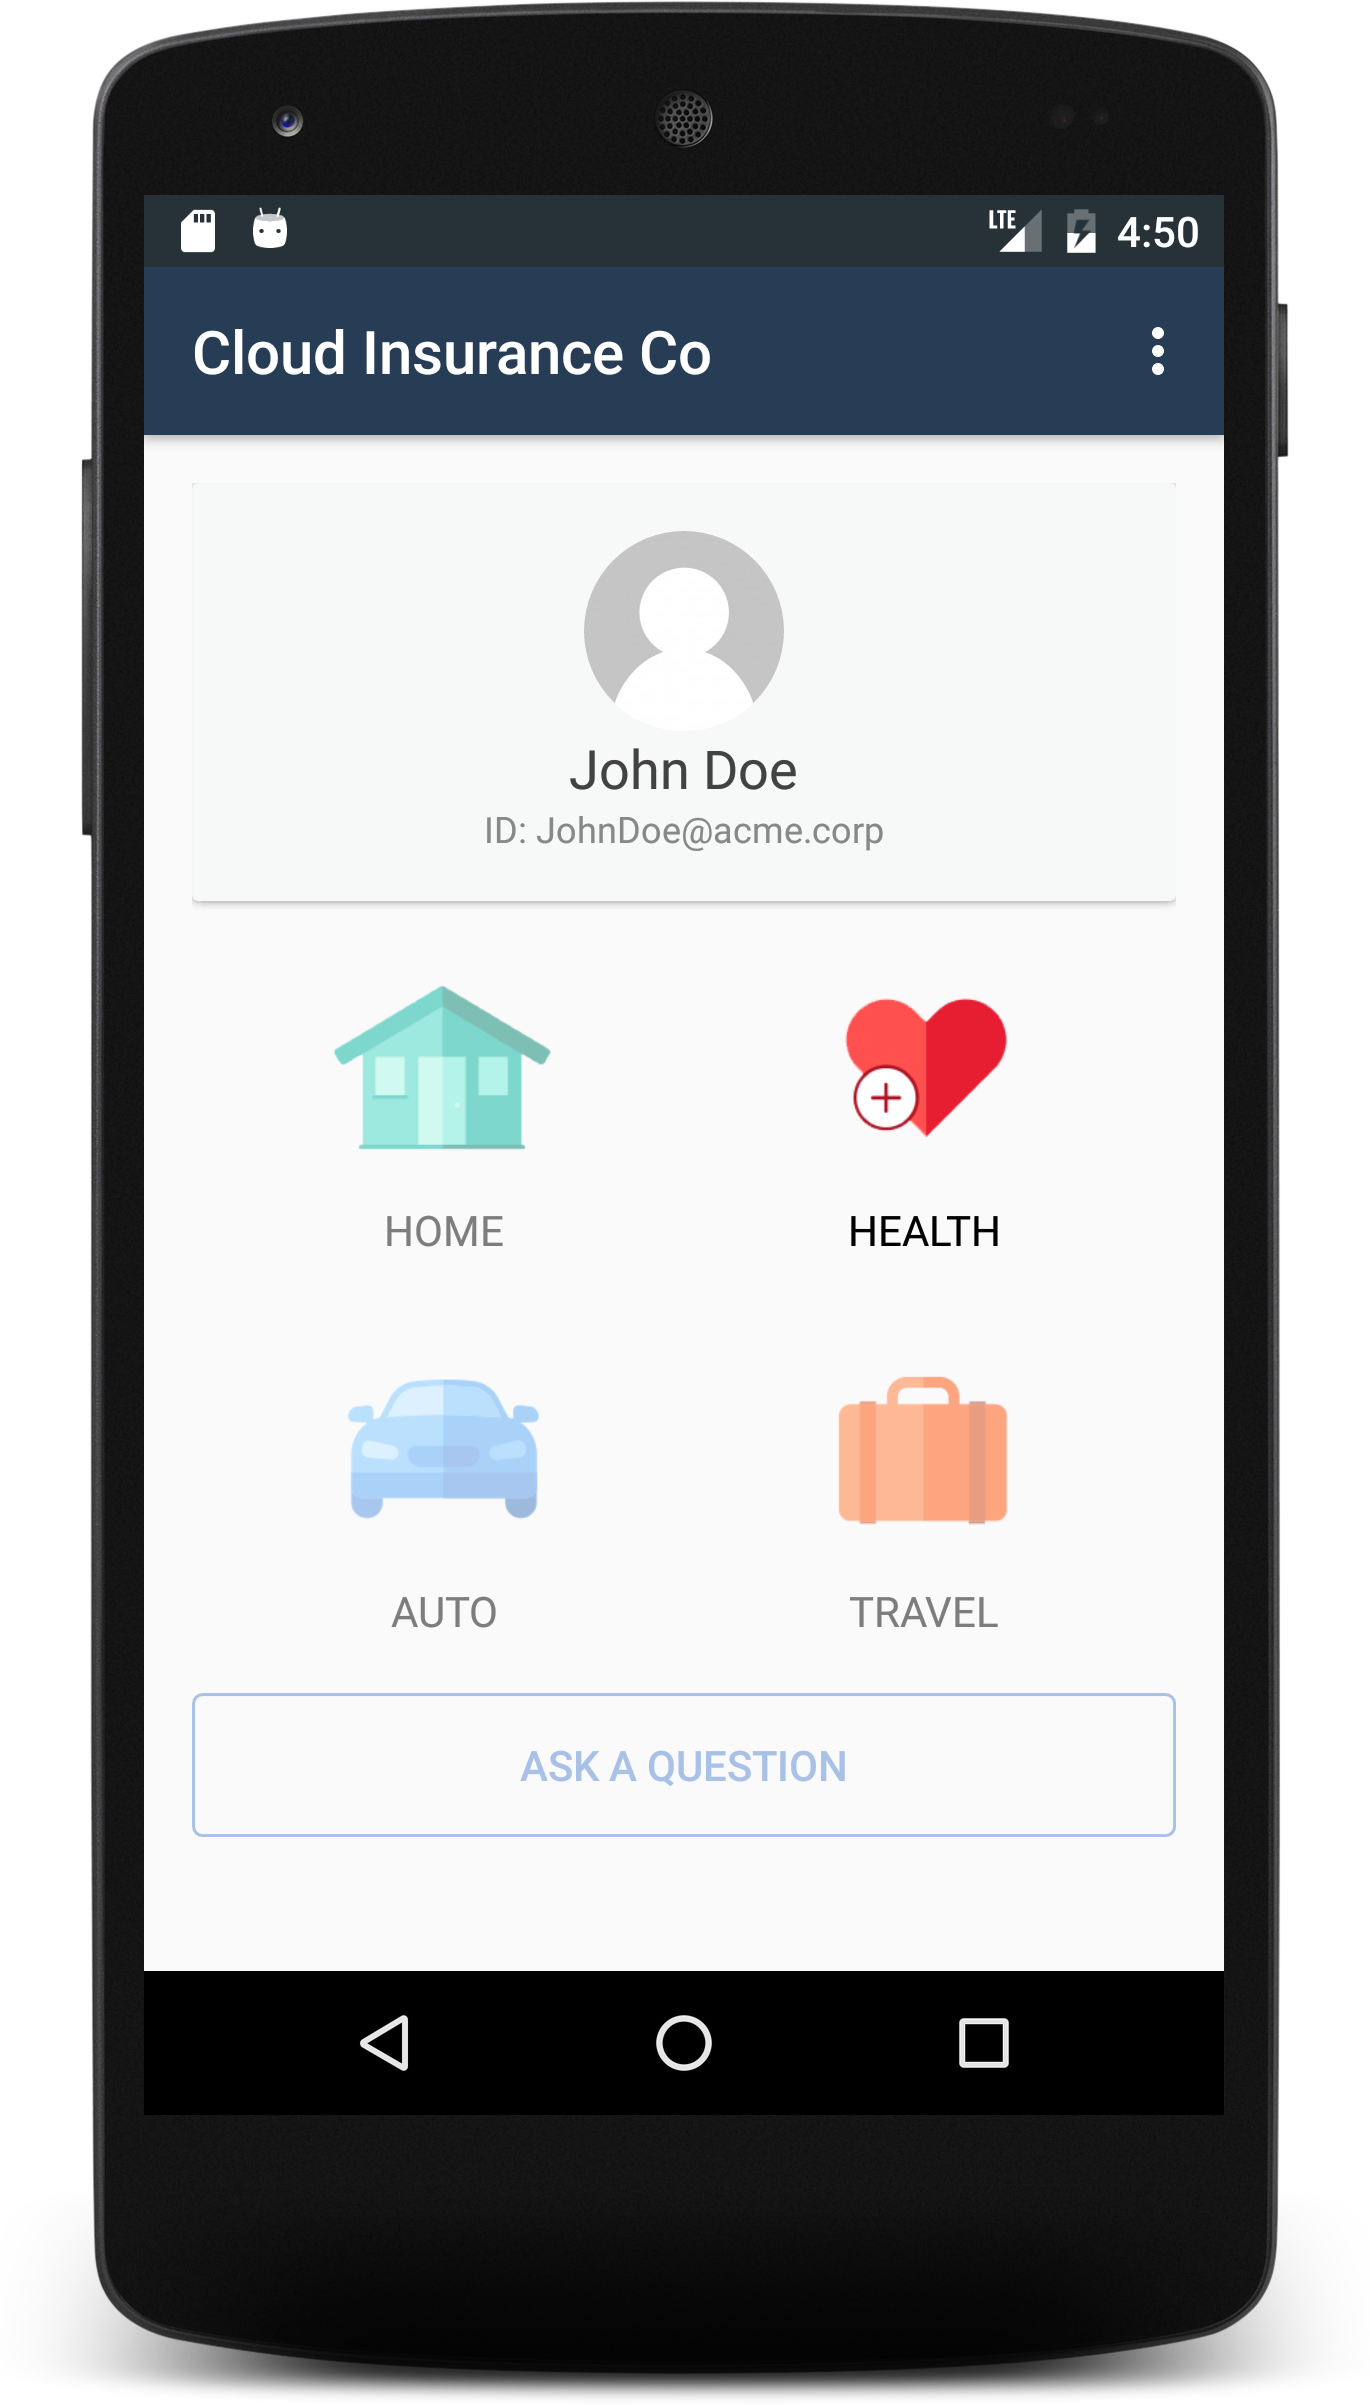 LTE 4:50
Cloud Insurance Co
John Doe
ID: JohnDoe@acme.corp
HOME HEALTH
AUTO TRAVEL
ASK A QUESTION